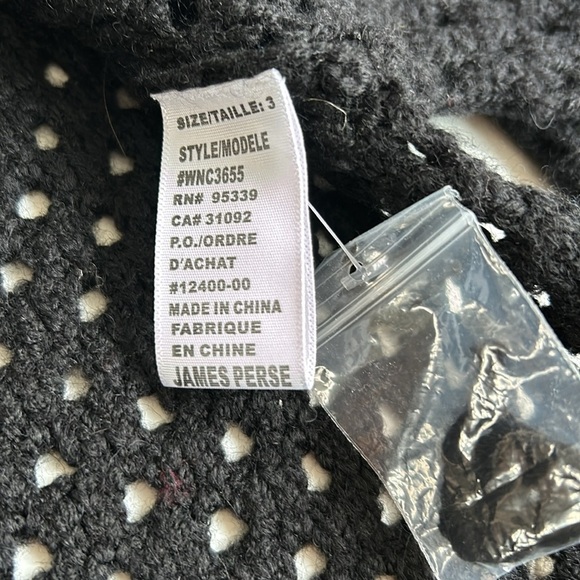 SIZE/TAILLE: 3
STYLE/MODELE
#WNC3655
RN# 95339
CA# 31092
P.O./ORDRE
D'ACHAT
#12400-00
MADE IN CHINA
FABRIQUE
EN CHINE
JAMES PERSE